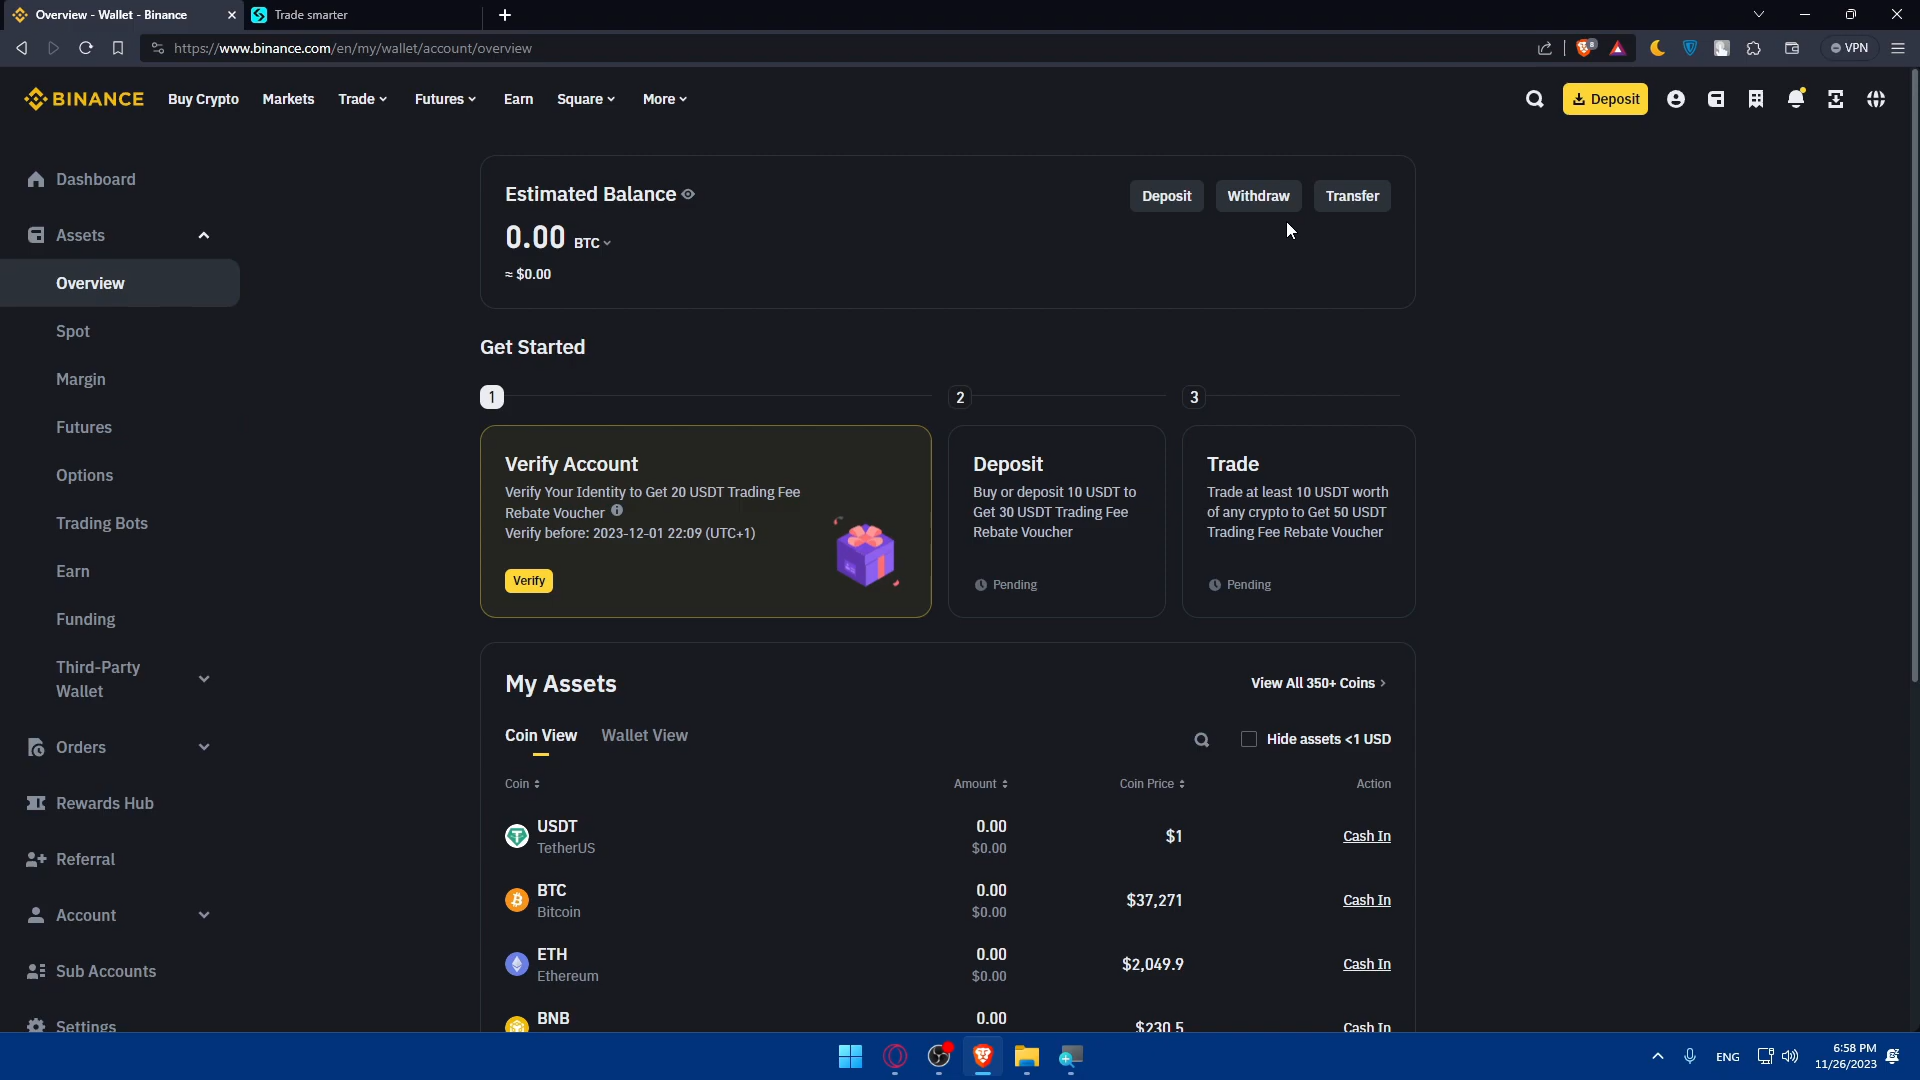 Overview - Wallet - Binance
Trade smarter
https://www.binance.com/en/my/wallet/account/overview
VPN
BINANCE
Buy Crypto
Markets
Trade
Futures
Earn
Square
More
Deposit
Dashboard
Assets
Overview
Spot
Margin
Futures
Options
Trading Bots
Earn
Funding
Third-Party
Wallet
Orders
Rewards Hub
Referral
Account
Sub Accounts
Settings
Estimated Balance
Deposit
Withdraw
Transfer
0.00 BTC
≈ $0.00
Get Started
1
2
3
Verify Account
Verify Your Identity to Get 20 USDT Trading Fee
Rebate Voucher
Verify before: 2023-12-01 22:09 (UTC+1)
Verify
Deposit
Buy or deposit 10 USDT to
Get 30 USDT Trading Fee
Rebate Voucher
Pending
Trade
Trade at least 10 USDT worth
of any crypto to Get 50 USDT
Trading Fee Rebate Voucher
Pending
My Assets
View All 350+ Coins
Coin View
Wallet View
Hide assets <1 USD
Coin
Amount
Coin Price
Action
USDT
TetherUS
0.00
$0.00
$1
Cash In
BTC
Bitcoin
0.00
$0.00
$37,271
Cash In
ETH
Ethereum
0.00
$0.00
$2,049.9
Cash In
BNB
0.00
$230.5
Cash In
ENG
6:58 PM
11/26/2023